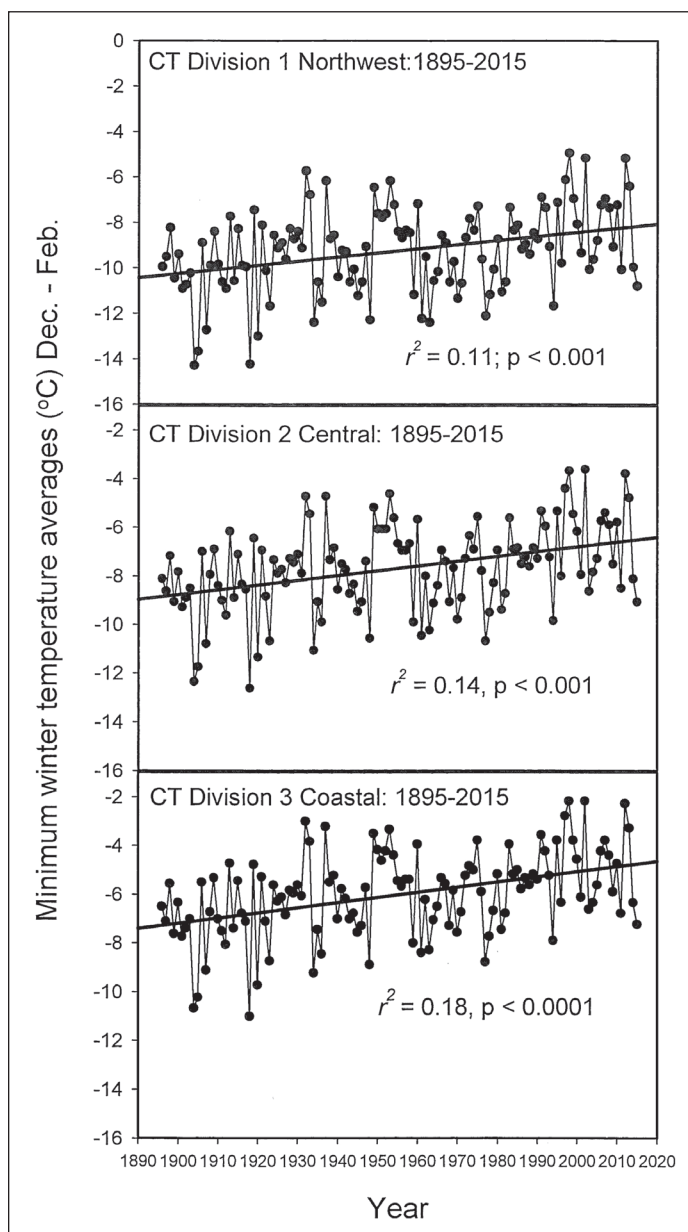 Minimum winter temperature averages (ºC) Dec. - Feb.
0
CT Division 1 Northwest:1895-2015
-2
-4
-6
-8
-10
-12
-14
r² = 0.11; p < 0.001
-16
-2
CT Division 2 Central: 1895-2015
-4
-6
-8
-10
-12
r² = 0.14, p < 0.001
-14
-16
-2
CT Division 3 Coastal: 1895-2015
-4
-6
-8
-10
r² = 0.18, p < 0.0001
-12
-14
-16
1890 1900 1910 1920 1930 1940 1950 1960 1970 1980 1990 2000 2010 2020
Year